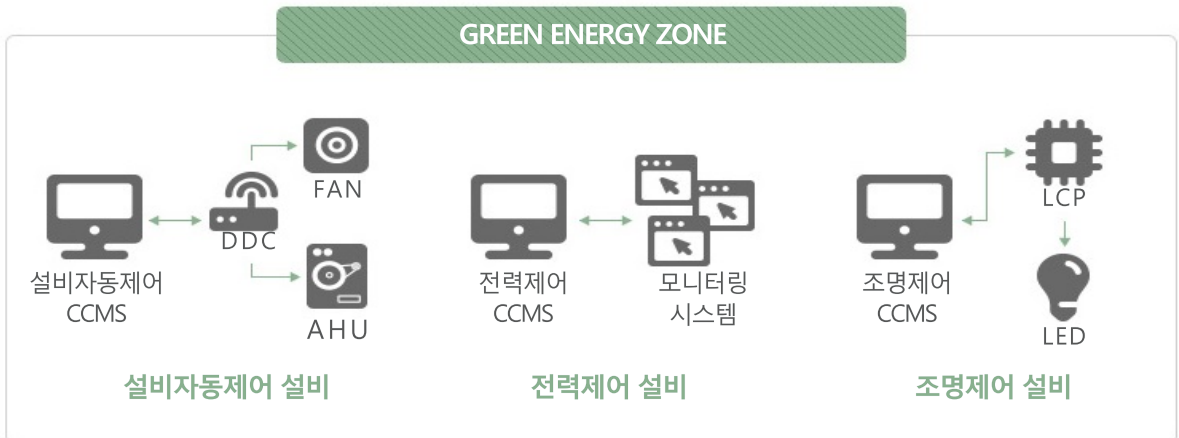 GREEN ENERGY ZONE
설비자동제어
CCMS
DDC
FAN
AHU
설비자동제어 설비
전력제어
CCMS
모니터링
시스템
전력제어 설비
조명제어
CCMS
LCP
LED
조명제어 설비